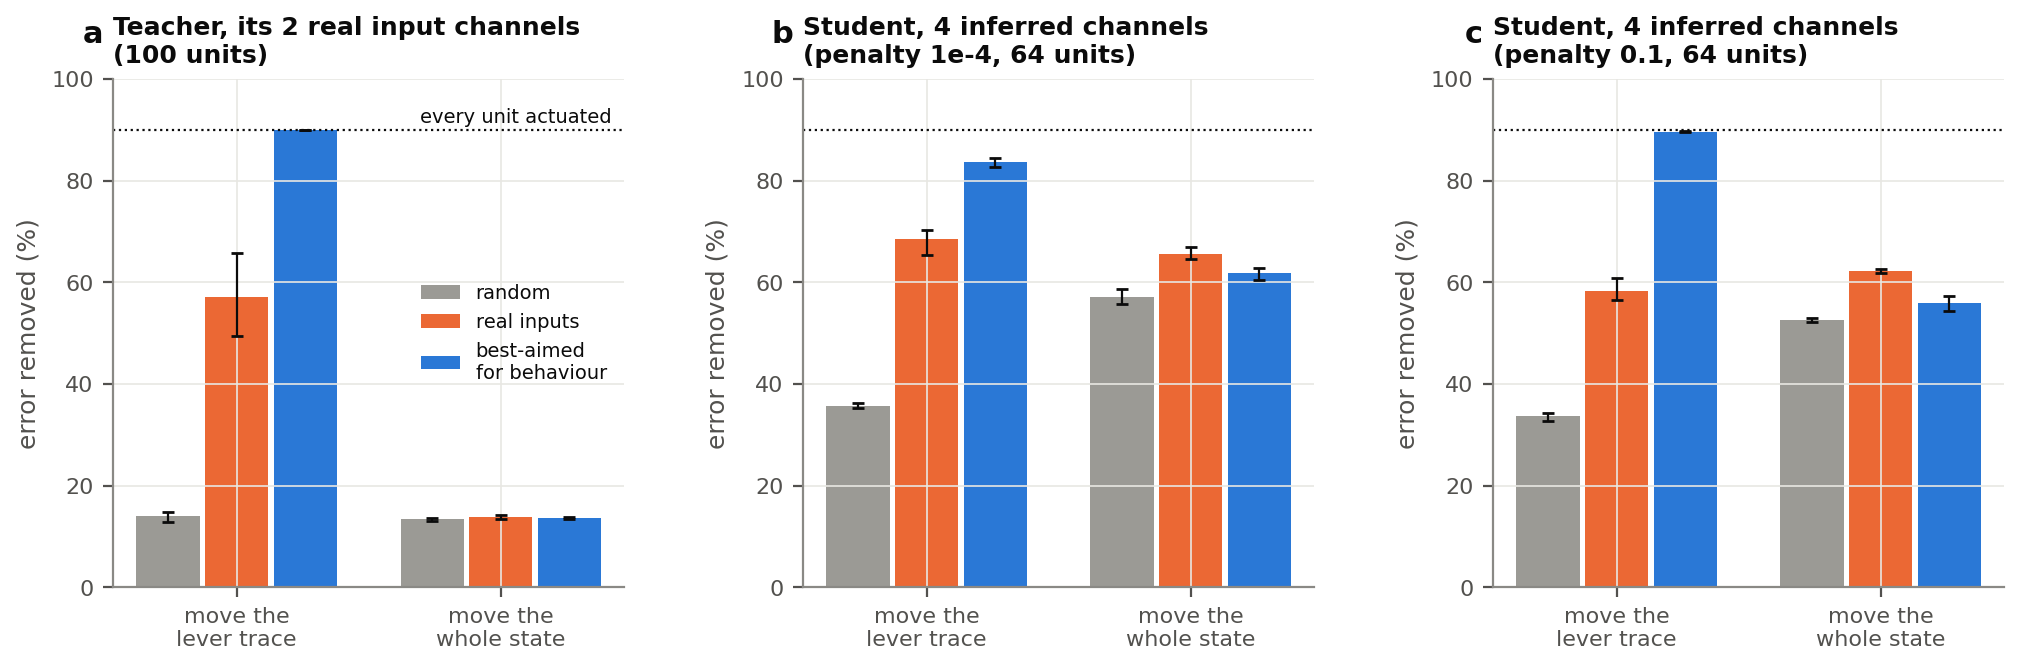 a Teacher, its 2 real input channels
(100 units)
error removed (%)
100
80
60
40
20
0
every unit actuated
random
real inputs
best-aimed
for behaviour
move the
lever trace
move the
whole state
b Student, 4 inferred channels
(penalty 1e-4, 64 units)
error removed (%)
100
80
60
40
20
0
move the
lever trace
move the
whole state
c Student, 4 inferred channels
(penalty 0.1, 64 units)
error removed (%)
100
80
60
40
20
0
move the
lever trace
move the
whole state